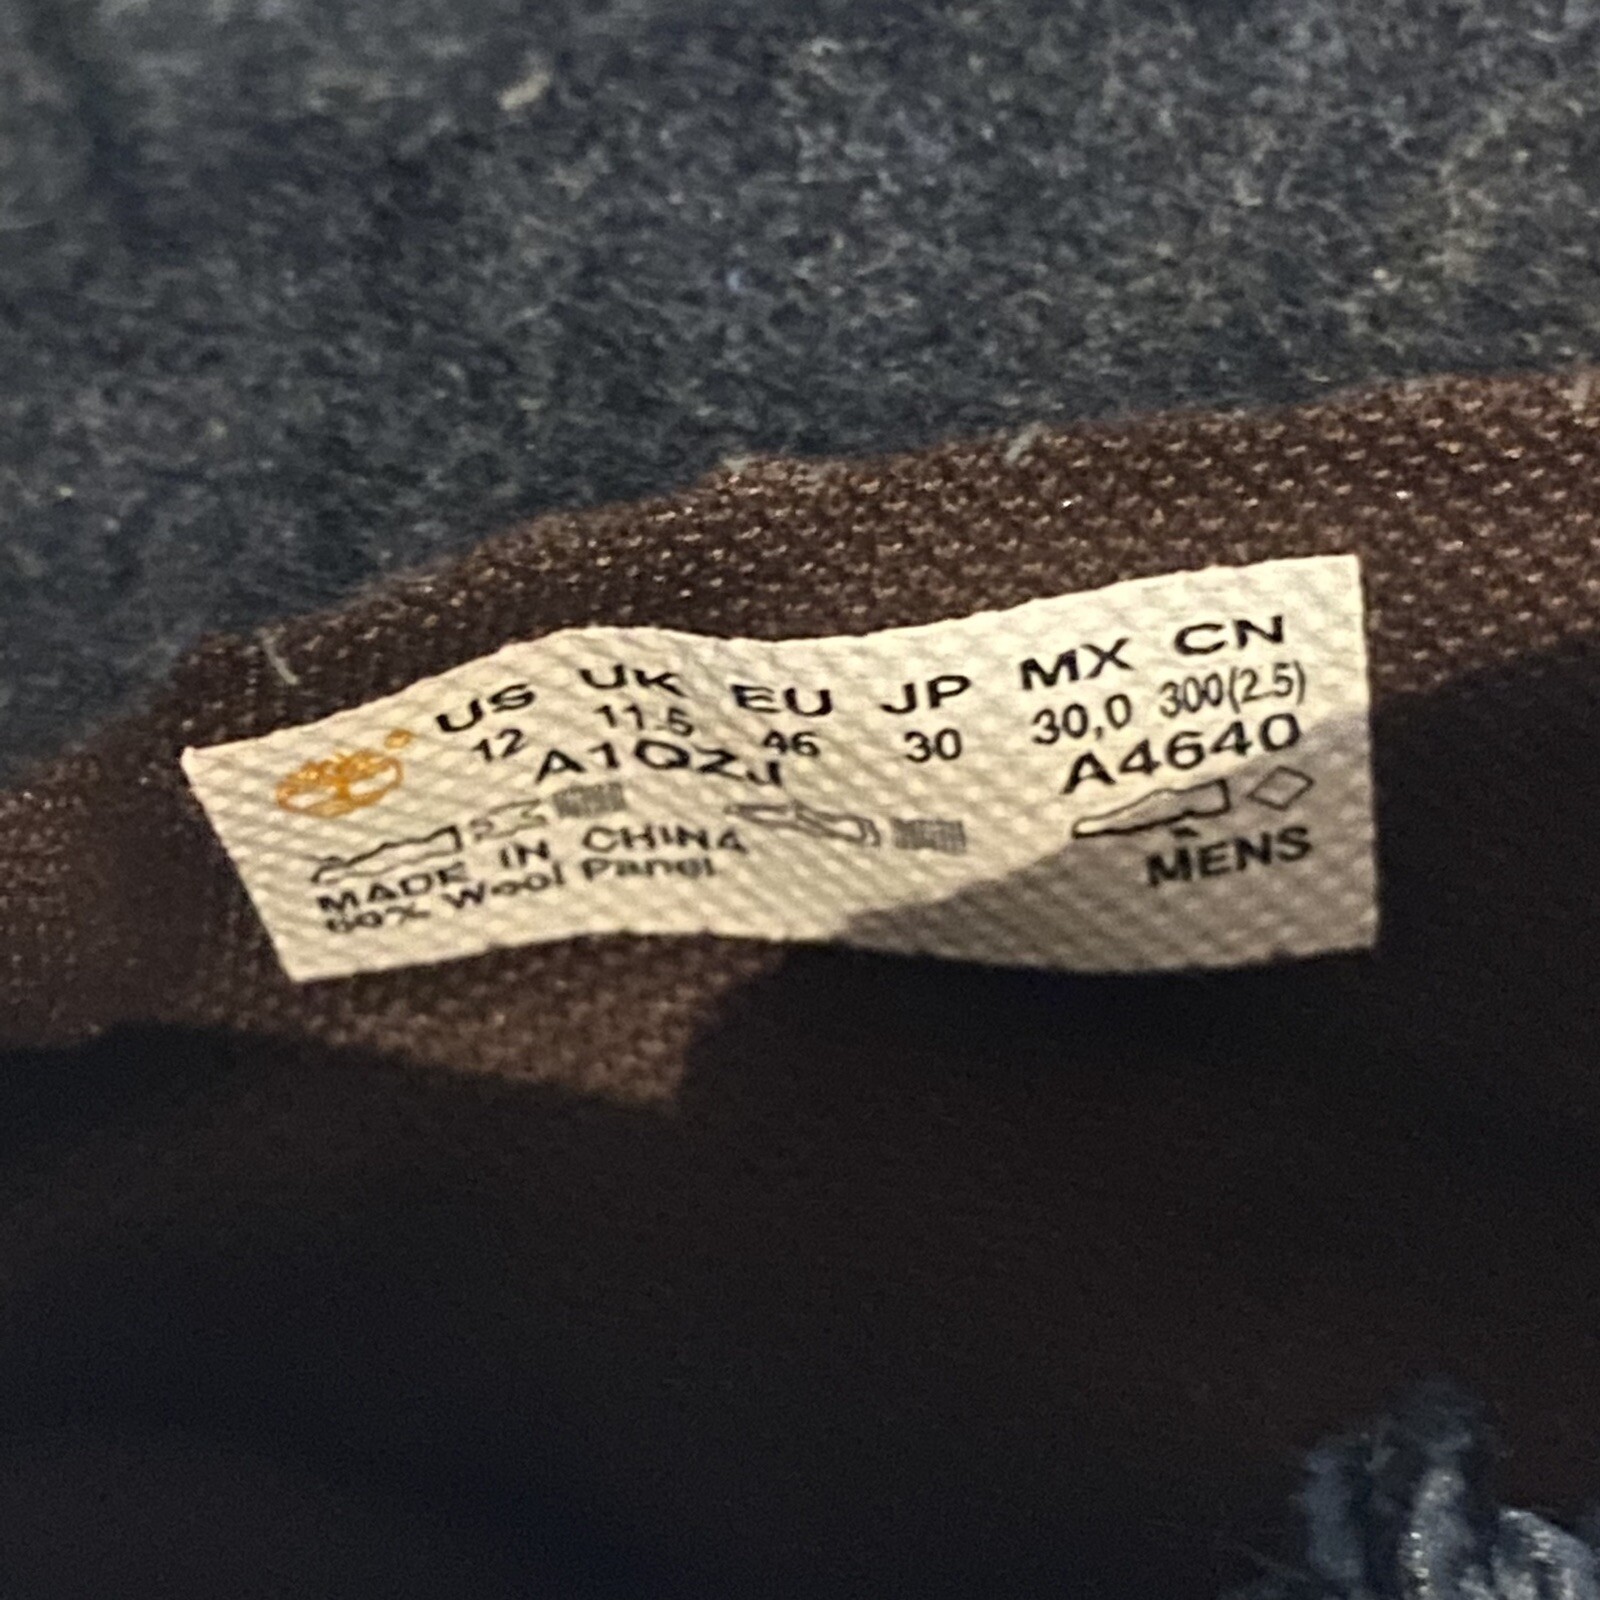 US UK EU JP MX CN
12 11.5 46 30 30,0 300(2.5)
A1QZJ A4640
MADE IN CHINA MENS
Wool Panel